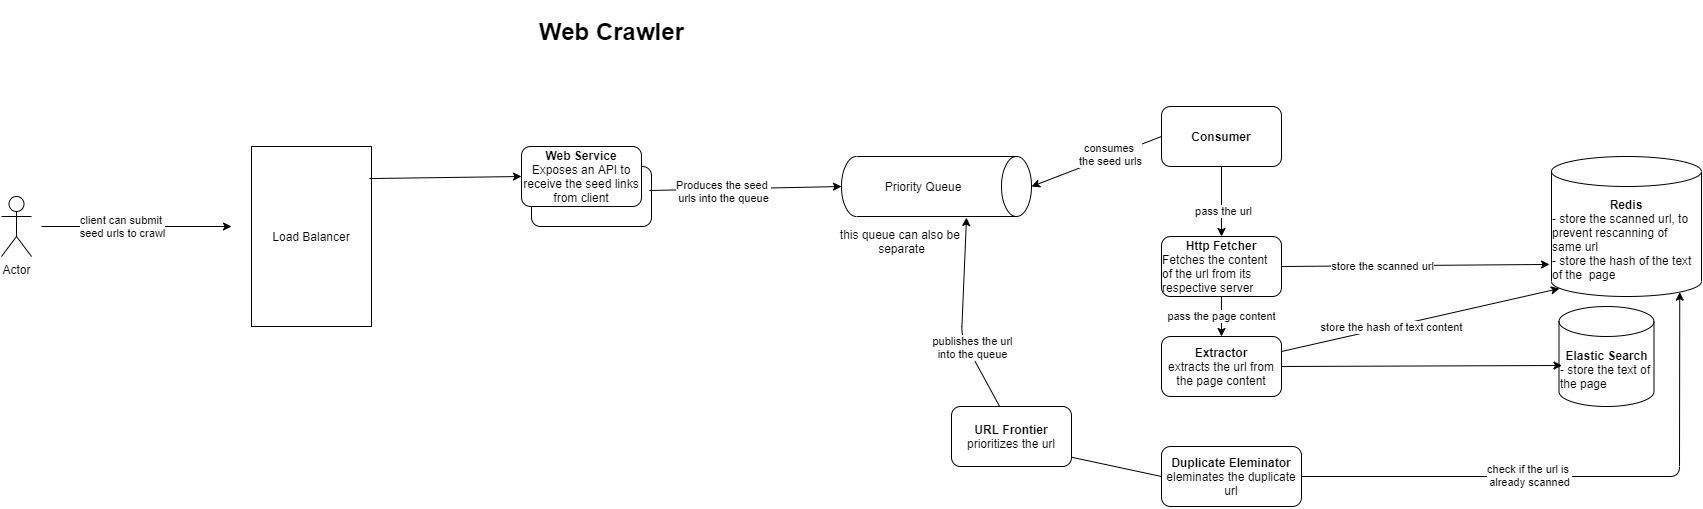 Web Crawler
Actor
client can submit
seed urls to crawl
Load Balancer
Web Service
Exposes an API to
receive the seed links
from client
Produces the seed
urls into the queue
Priority Queue
this queue can also be
separate
consumes
the seed urls
Consumer
pass the url
Http Fetcher
Fetches the content
of the url from its
respective server
store the scanned url
pass the page content
Extractor
extracts the url from
the page content
store the hash of text content
Redis
- store the scanned url, to
prevent rescanning of
same url
- store the hash of the text
of the page
Elastic Search
- store the text of
the page
publishes the url
into the queue
URL Frontier
prioritizes the url
Duplicate Eleminator
eleminates the duplicate
url
check if the url is
already scanned